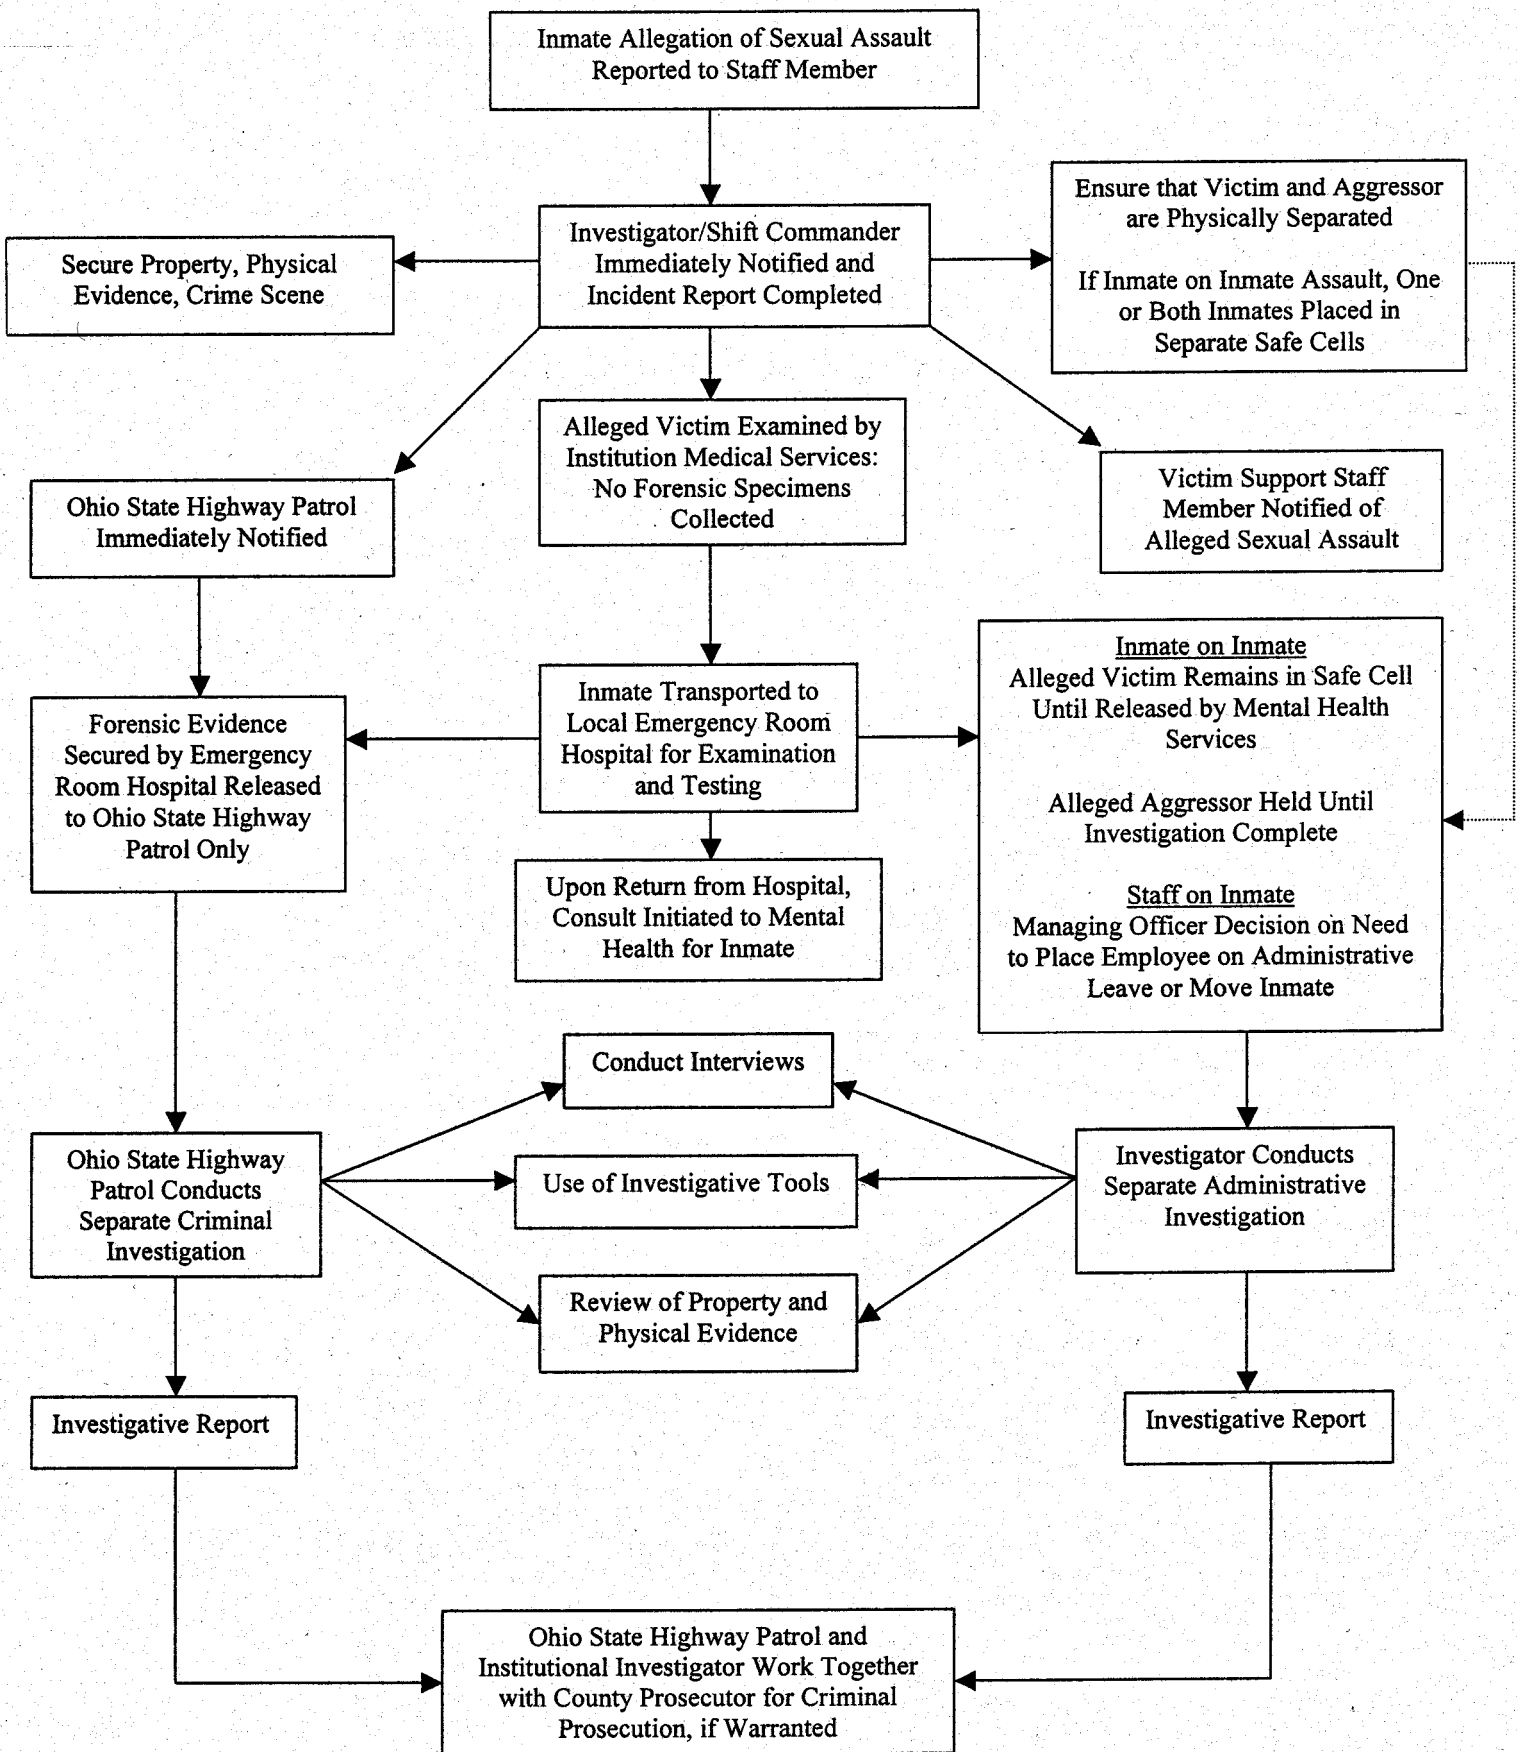 Inmate Allegation of Sexual Assault
Reported to Staff Member
Investigator/Shift Commander
Immediately Notified and
Incident Report Completed
Secure Property, Physical
Evidence, Crime Scene
Ensure that Victim and Aggressor
are Physically Separated
If Inmate on Inmate Assault, One
or Both Inmates Placed in
Separate Safe Cells
Alleged Victim Examined by
Institution Medical Services:
No Forensic Specimens
Collected
Ohio State Highway Patrol
Immediately Notified
Victim Support Staff
Member Notified of
Alleged Sexual Assault
Forensic Evidence
Secured by Emergency
Room Hospital Released
to Ohio State Highway
Patrol Only
Inmate Transported to
Local Emergency Room
Hospital for Examination
and Testing
Inmate on Inmate
Alleged Victim Remains in Safe Cell
Until Released by Mental Health
Services
Alleged Aggressor Held Until
Investigation Complete
Staff on Inmate
Managing Officer Decision on Need
to Place Employee on Administrative
Leave or Move Inmate
Upon Return from Hospital,
Consult Initiated to Mental
Health for Inmate
Conduct Interviews
Ohio State Highway
Patrol Conducts
Separate Criminal
Investigation
Use of Investigative Tools
Investigator Conducts
Separate Administrative
Investigation
Review of Property and
Physical Evidence
Investigative Report
Investigative Report
Ohio State Highway Patrol and
Institutional Investigator Work Together
with County Prosecutor for Criminal
Prosecution, if Warranted